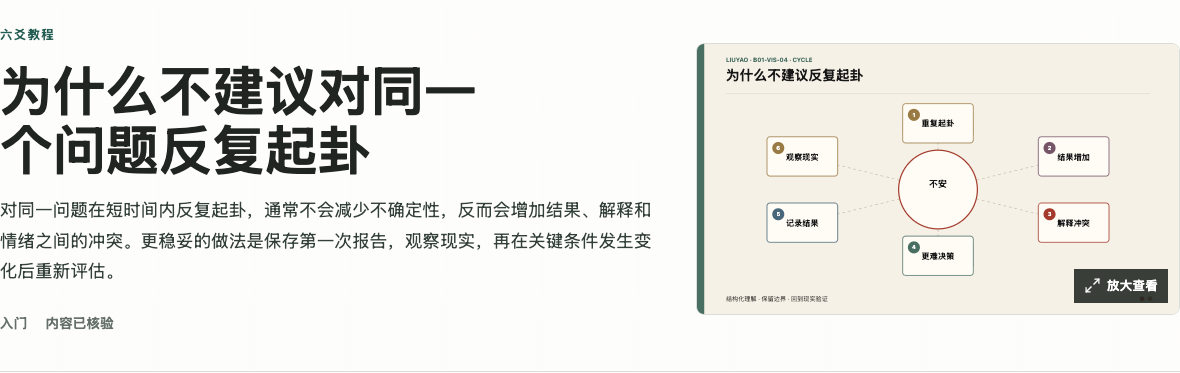 六爻教程
为什么不建议对同一
个问题反复起卦
对同一问题在短时间内反复起卦，通常不会减少不确定性，反而会增加结果、解释和
情绪之间的冲突。更稳妥的做法是保存第一次报告，观察现实，再在关键条件发生变
化后重新评估。
入门 内容已核验
LIUYAO · B01-VIS-04 · CYCLE
为什么不建议反复起卦
1 重复起卦
6 观察现实
2 结果增加
不安
5 记录结果
3 解释冲突
4 更难决策
放大查看
结构化理解 · 保留边界 · 回到现实验证